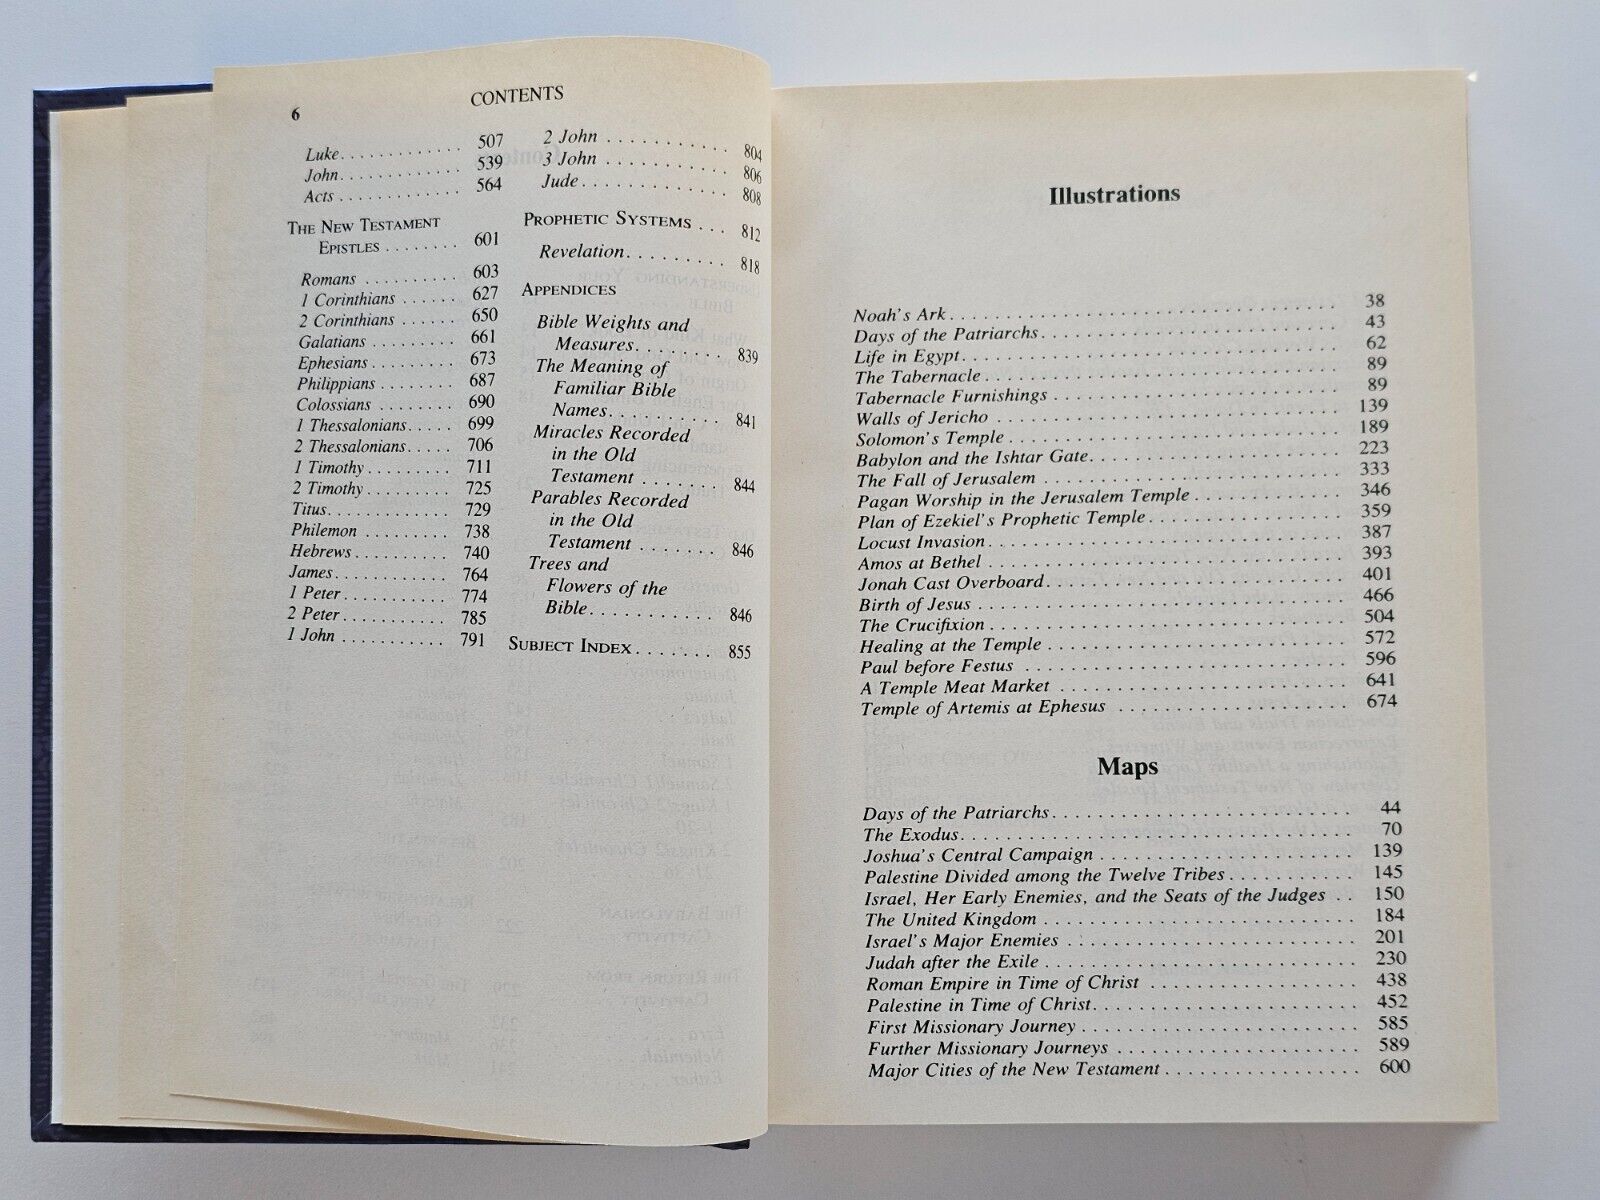 6
CONTENTS
Luke. . . . . . . . . . . . . 507
John. . . . . . . . . . . . . 539
Acts . . . . . . . . . . . . . 564
THE NEW TESTAMENT
EPISTLES . . . . . . . . 601
Romans . . . . . . . . . . 603
1 Corinthians . . . . . . 627
2 Corinthians . . . . . . 650
Galatians . . . . . . . . . 661
Ephesians . . . . . . . . . 673
Philippians . . . . . . . . 687
Colossians . . . . . . . . 690
1 Thessalonians. . . . . 699
2 Thessalonians. . . . . 706
1 Timothy . . . . . . . . . 711
2 Timothy . . . . . . . . . 725
Titus. . . . . . . . . . . . . 729
Philemon . . . . . . . . . 738
Hebrews . . . . . . . . . . 740
James. . . . . . . . . . . . 764
1 Peter . . . . . . . . . . . 774
2 Peter . . . . . . . . . . . 785
1 John . . . . . . . . . . . 791
2 John . . . . . . . . . . . 804
3 John . . . . . . . . . . . 806
Jude . . . . . . . . . . . . . 808
PROPHETIC SYSTEMS . . . 812
Revelation. . . . . . . . . 818
APPENDICES
Bible Weights and
Measures. . . . . . . . 839
The Meaning of
Familiar Bible
Names. . . . . . . . . . 841
Miracles Recorded
in the Old
Testament . . . . . . . 844
Parables Recorded
in the Old
Testament . . . . . . . 846
Trees and
Flowers of the
Bible. . . . . . . . . . . . 846
SUBJECT INDEX. . . . . . . 855
Illustrations
Noah's Ark . . . . . . . . . . 38
Days of the Patriarchs. . . . . . . . . . 43
Life in Egypt. . . . . . . . . . 62
The Tabernacle . . . . . . . . . . 89
Tabernacle Furnishings . . . . . . . . . . 89
Walls of Jericho . . . . . . . . . . 139
Solomon's Temple . . . . . . . . . . 189
Babylon and the Ishtar Gate. . . . . . . . . . 223
The Fall of Jerusalem . . . . . . . . . . 333
Pagan Worship in the Jerusalem Temple . . . . . . . . . . 346
Plan of Ezekiel's Prophetic Temple . . . . . . . . . . 359
Locust Invasion. . . . . . . . . . 387
Amos at Bethel . . . . . . . . . . 393
Jonah Cast Overboard. . . . . . . . . . 401
Birth of Jesus . . . . . . . . . . 466
The Crucifixion . . . . . . . . . . 504
Healing at the Temple . . . . . . . . . . 572
Paul before Festus . . . . . . . . . . 596
A Temple Meat Market . . . . . . . . . . 641
Temple of Artemis at Ephesus . . . . . . . . . . 674
Maps
Days of the Patriarchs. . . . . . . . . . 44
The Exodus. . . . . . . . . . 70
Joshua's Central Campaign . . . . . . . . . . 139
Palestine Divided among the Twelve Tribes . . . . . . . . . . 145
Israel, Her Early Enemies, and the Seats of the Judges . . 150
The United Kingdom . . . . . . . . . . 184
Israel's Major Enemies . . . . . . . . . . 201
Judah after the Exile . . . . . . . . . . 230
Roman Empire in Time of Christ . . . . . . . . . . 438
Palestine in Time of Christ. . . . . . . . . . 452
First Missionary Journey . . . . . . . . . . 585
Further Missionary Journeys . . . . . . . . . . 589
Major Cities of the New Testament . . . . . . . . . . 600